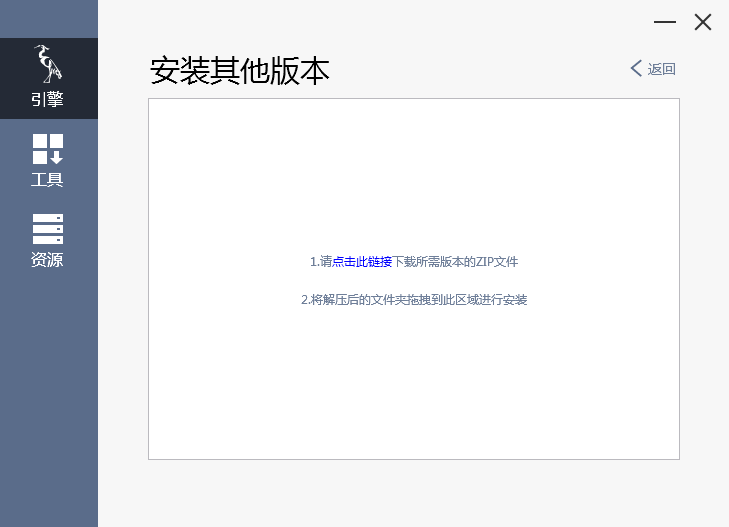 引擎
工具
资源
安装其他版本
返回
1.请点击此链接下载所需版本的ZIP文件
2.将解压后的文件夹拖拽到此区域进行安装